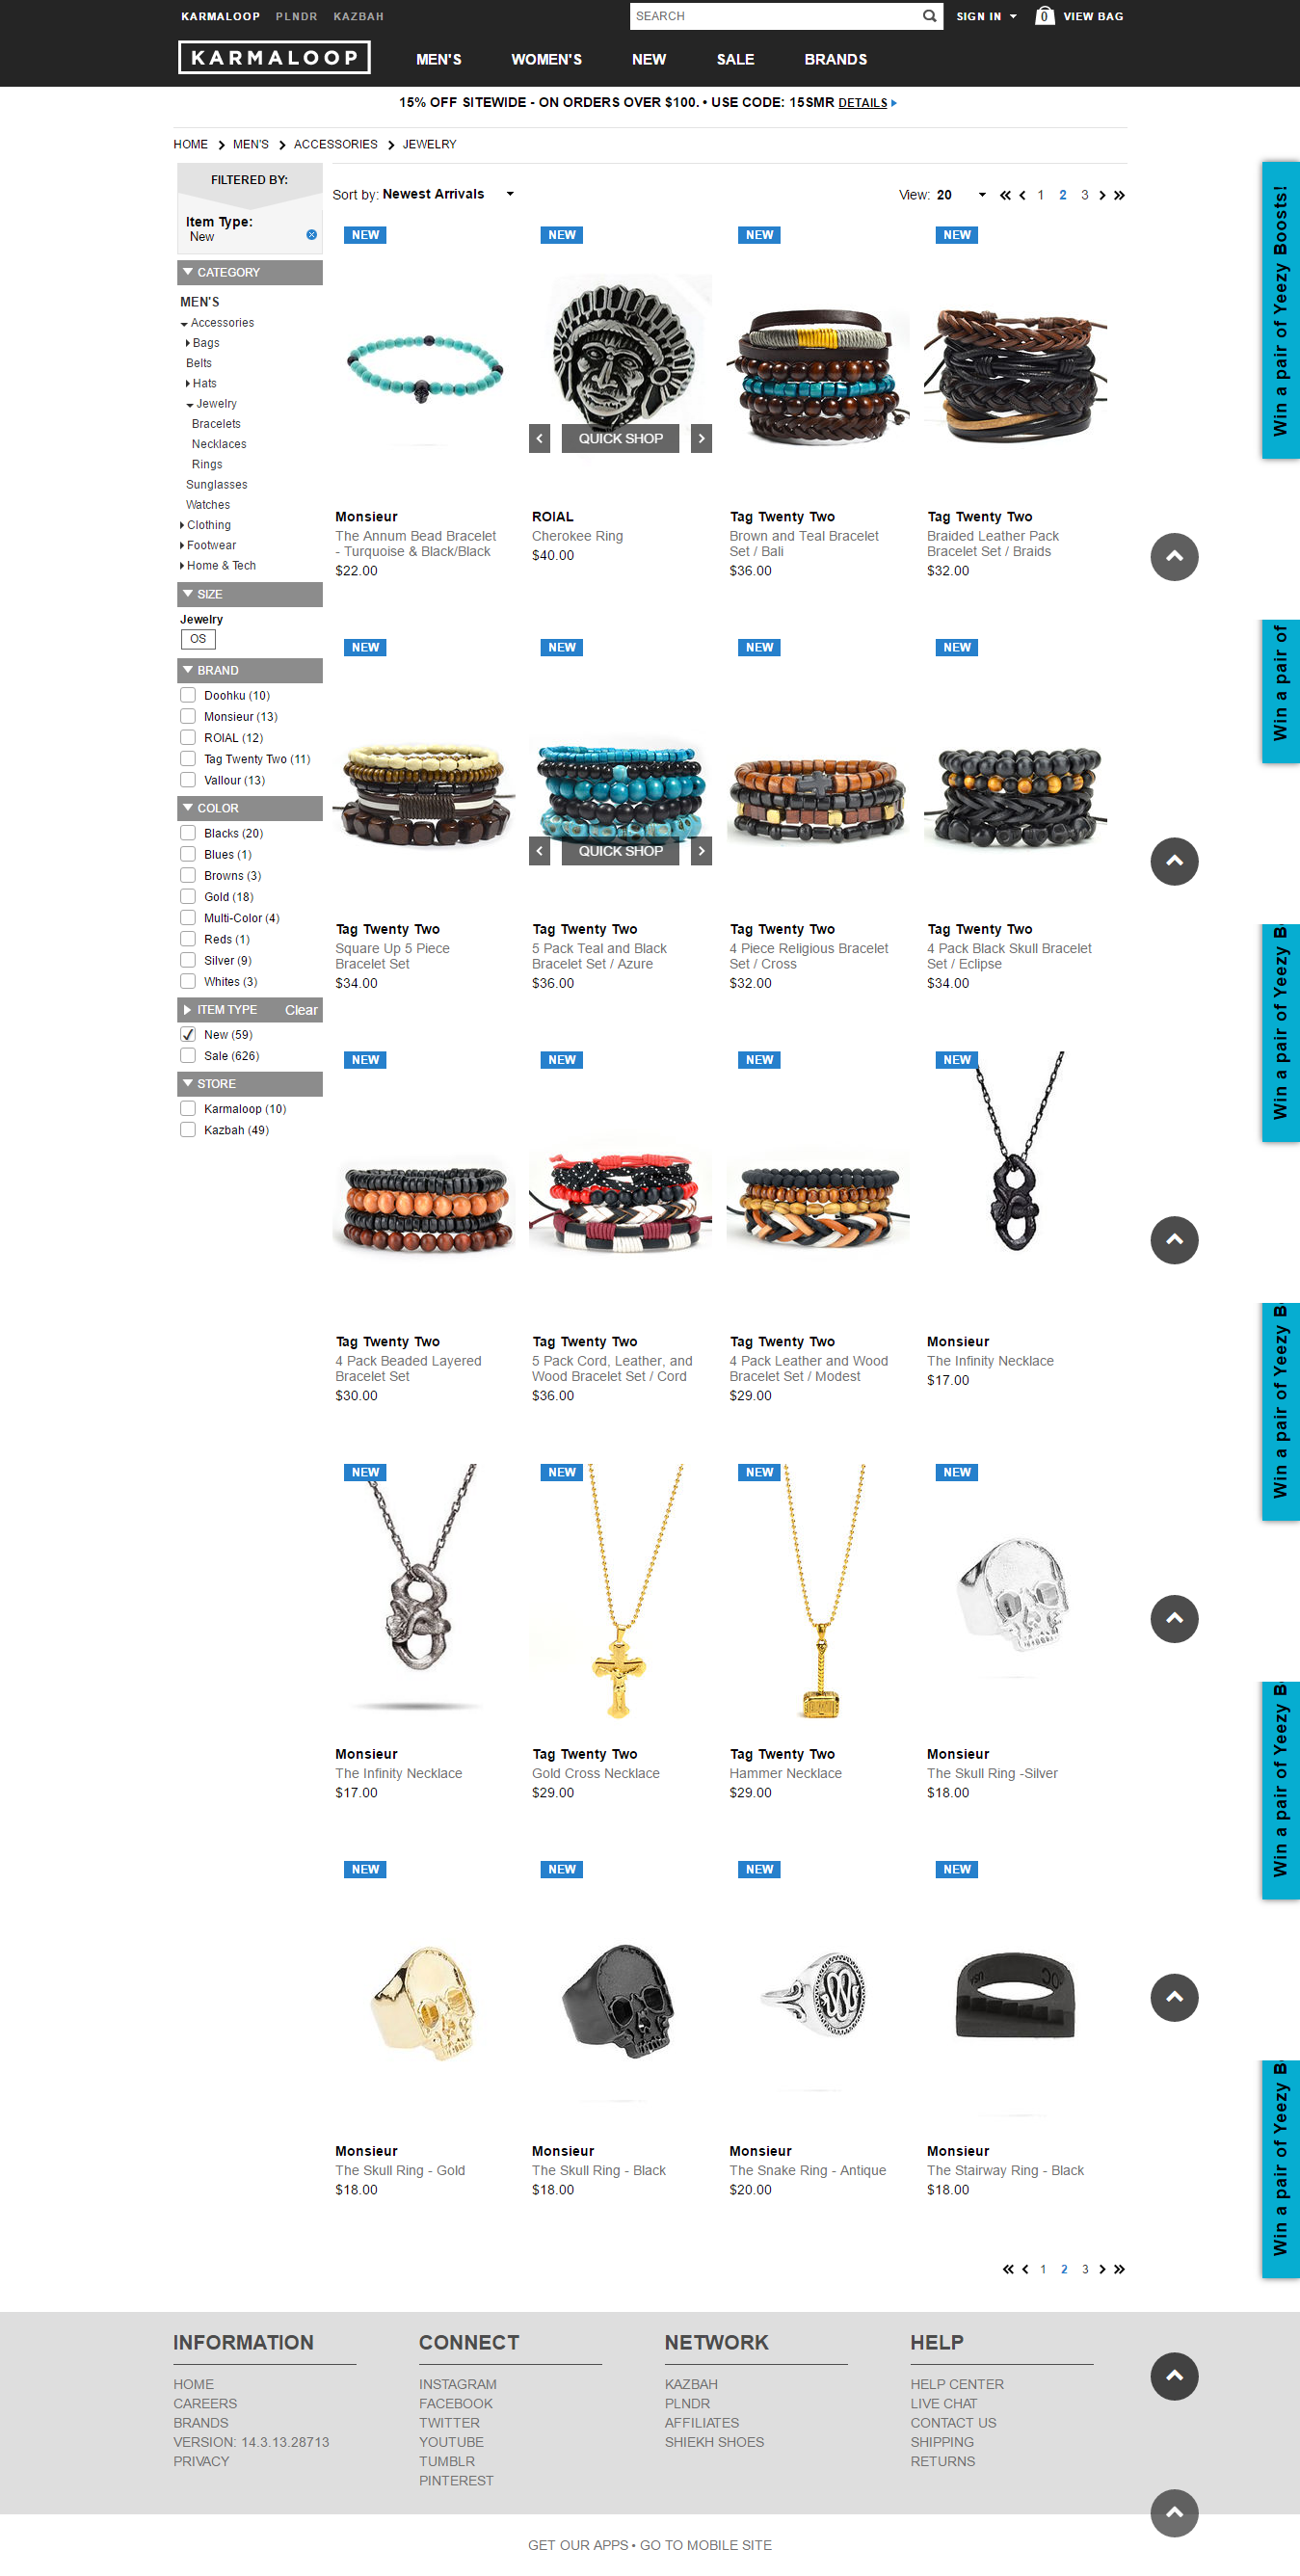 KARMALOOP PLNDR KAZBAH
SEARCH
SIGN IN
0 VIEW BAG
KARMALOOP
MEN'S WOMEN'S NEW SALE BRANDS
15% OFF SITEWIDE - ON ORDERS OVER $100. • USE CODE: 15SMR DETAILS
HOME MEN'S ACCESSORIES JEWELRY
FILTERED BY:
Item Type:
New
CATEGORY
MEN'S
Accessories
Bags
Belts
Hats
Jewelry
Bracelets
Necklaces
Rings
Sunglasses
Watches
Clothing
Footwear
Home & Tech
SIZE
Jewelry
OS
BRAND
Doohku (10)
Monsieur (13)
ROIAL (12)
Tag Twenty Two (11)
Vallour (13)
COLOR
Blacks (20)
Blues (1)
Browns (3)
Gold (18)
Multi-Color (4)
Reds (1)
Silver (9)
Whites (3)
ITEM TYPE Clear
New (59)
Sale (626)
STORE
Karmaloop (10)
Kazbah (49)
Sort by: Newest Arrivals
View: 20
1 2 3
NEW NEW NEW NEW
QUICK SHOP
Monsieur
The Annum Bead Bracelet
- Turquoise & Black/Black
$22.00
ROIAL
Cherokee Ring
$40.00
Tag Twenty Two
Brown and Teal Bracelet
Set / Bali
$36.00
Tag Twenty Two
Braided Leather Pack
Bracelet Set / Braids
$32.00
NEW NEW NEW NEW
QUICK SHOP
Tag Twenty Two
Square Up 5 Piece
Bracelet Set
$34.00
Tag Twenty Two
5 Pack Teal and Black
Bracelet Set / Azure
$36.00
Tag Twenty Two
4 Piece Religious Bracelet
Set / Cross
$32.00
Tag Twenty Two
4 Pack Black Skull Bracelet
Set / Eclipse
$34.00
NEW NEW NEW NEW
Tag Twenty Two
4 Pack Beaded Layered
Bracelet Set
$30.00
Tag Twenty Two
5 Pack Cord, Leather, and
Wood Bracelet Set / Cord
$36.00
Tag Twenty Two
4 Pack Leather and Wood
Bracelet Set / Modest
$29.00
Monsieur
The Infinity Necklace
$17.00
NEW NEW NEW NEW
Monsieur
The Infinity Necklace
$17.00
Tag Twenty Two
Gold Cross Necklace
$29.00
Tag Twenty Two
Hammer Necklace
$29.00
Monsieur
The Skull Ring -Silver
$18.00
NEW NEW NEW NEW
Monsieur
The Skull Ring - Gold
$18.00
Monsieur
The Skull Ring - Black
$18.00
Monsieur
The Snake Ring - Antique
$20.00
Monsieur
The Stairway Ring - Black
$18.00
1 2 3
Win a pair of Yeezy Boosts!
Win a pair of
Win a pair of Yeezy B
Win a pair of Yeezy B
Win a pair of Yeezy B
Win a pair of Yeezy B
INFORMATION
HOME
CAREERS
BRANDS
VERSION: 14.3.13.28713
PRIVACY
CONNECT
INSTAGRAM
FACEBOOK
TWITTER
YOUTUBE
TUMBLR
PINTEREST
NETWORK
KAZBAH
PLNDR
AFFILIATES
SHIEKH SHOES
HELP
HELP CENTER
LIVE CHAT
CONTACT US
SHIPPING
RETURNS
GET OUR APPS • GO TO MOBILE SITE